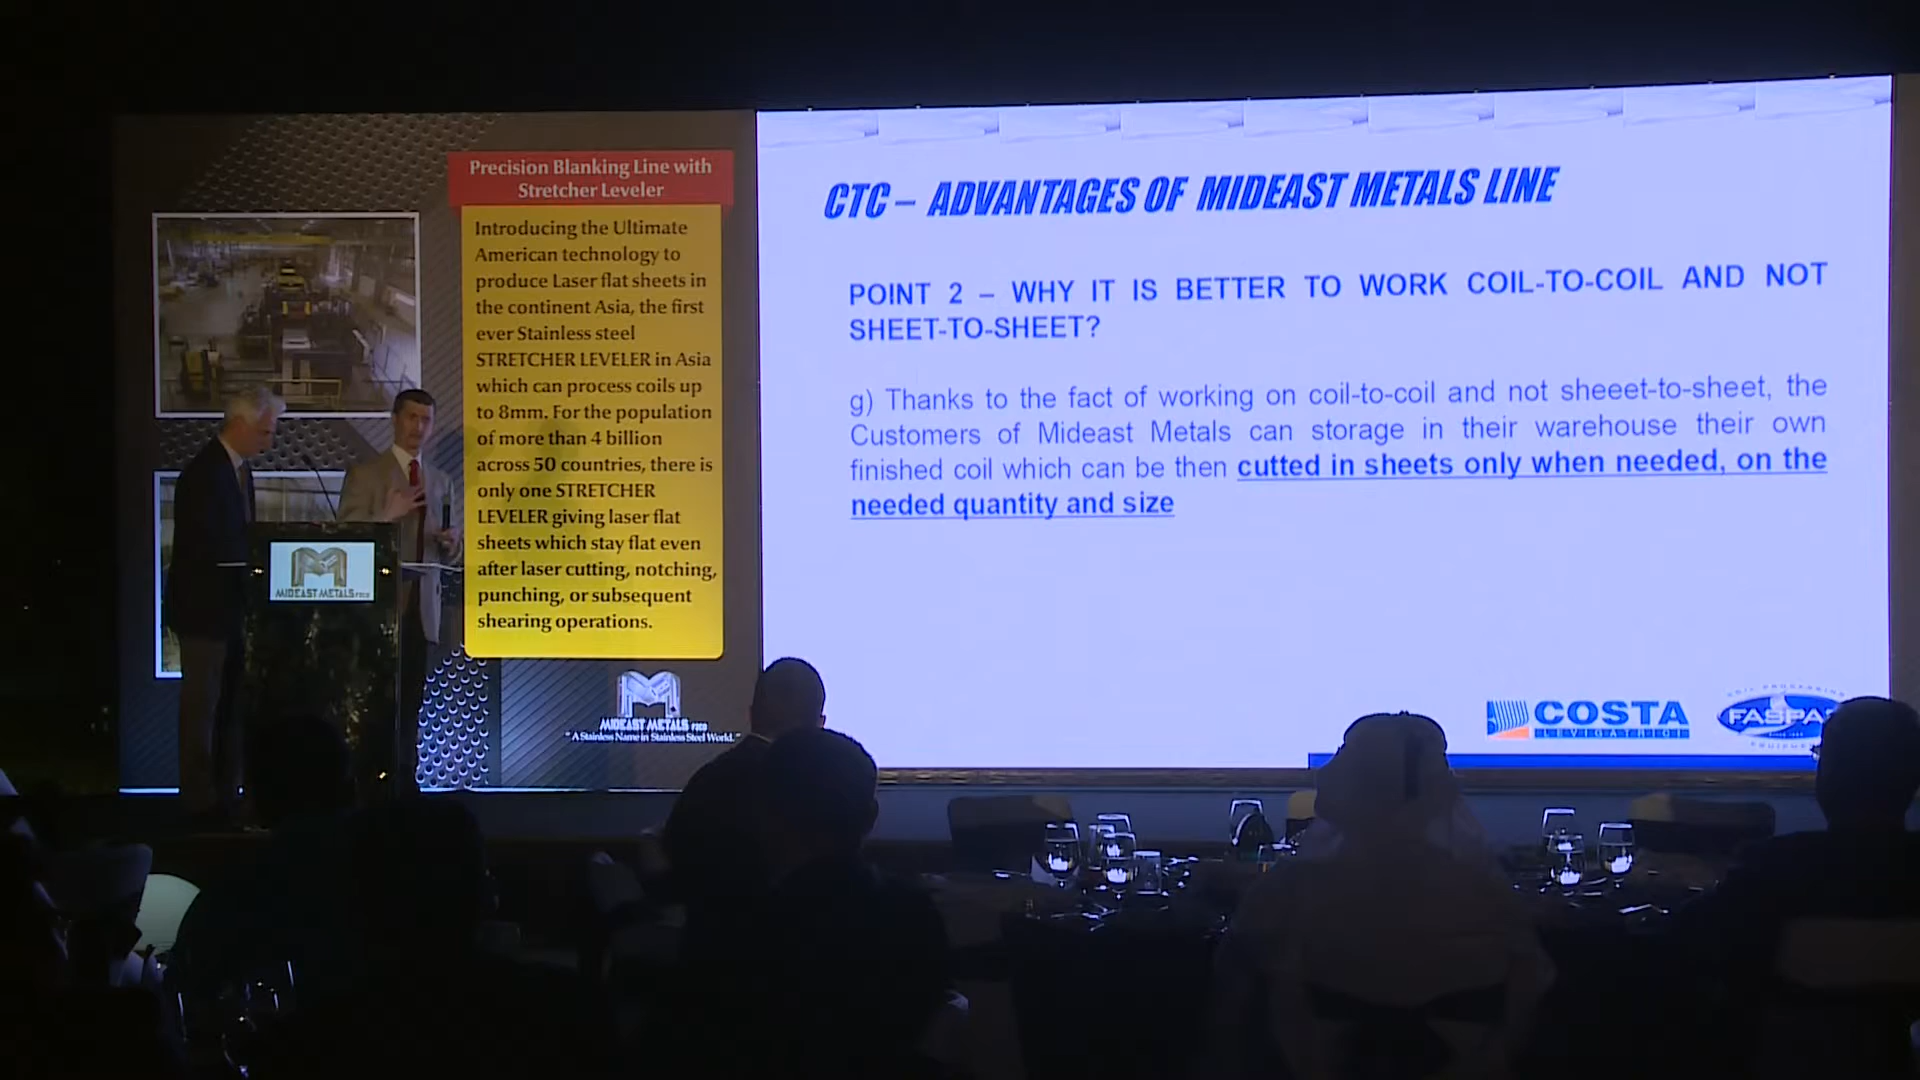 Precision Blanking Line with
Stretcher Leveler
Introducing the Ultimate
American technology to
produce Laser flat sheets in
the continent Asia, the first
ever Stainless steel
STRETCHER LEVELER in Asia
which can process coils up
to 8mm. For the population
of more than 4 billion
across 50 countries, there is
only one STRETCHER
LEVELER giving laser flat
sheets which stay flat even
after laser cutting, notching,
punching, or subsequent
shearing operations.
MIDEAST METALS FZCO
" A Stainless Name in Stainless Steel World. "
MIDEAST METALS FZCO
CTC – ADVANTAGES OF MIDEAST METALS LINE
POINT 2 – WHY IT IS BETTER TO WORK COIL-TO-COIL AND NOT
SHEET-TO-SHEET?
g) Thanks to the fact of working on coil-to-coil and not sheeet-to-sheet, the
Customers of Mideast Metals can storage in their warehouse their own
finished coil which can be then cutted in sheets only when needed, on the
needed quantity and size
COSTA
LEVIGATRICI
COIL PROCESSING
FASPA
EQUIPMENT